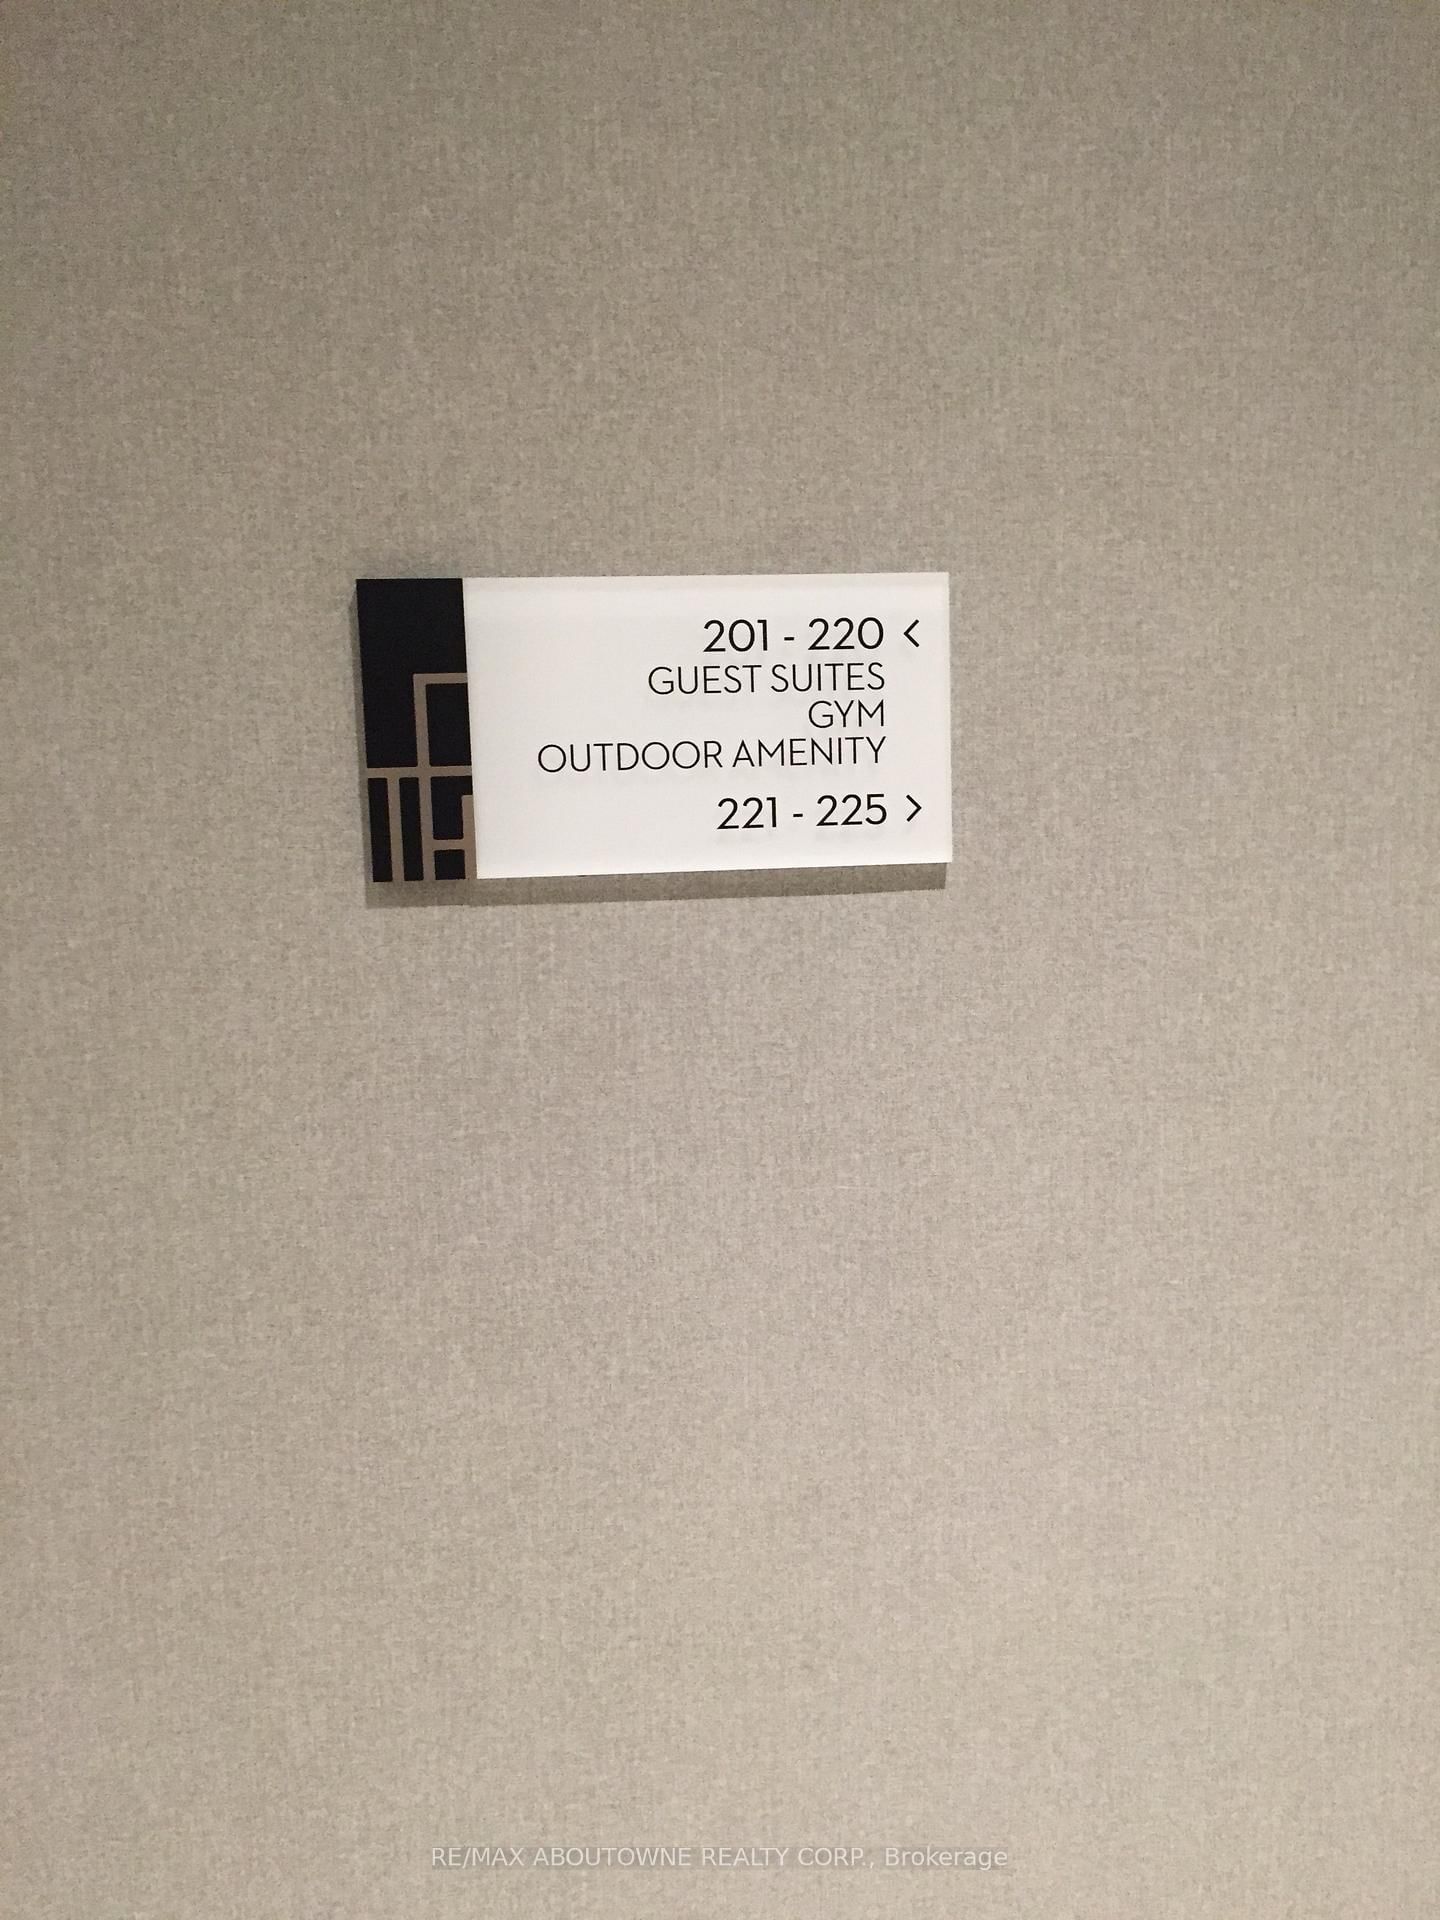 201 - 220 <
GUEST SUITES
GYM
OUTDOOR AMENITY
221 - 225 >
RE/MAX ABOUTOWNE REALTY CORP., Brokerage